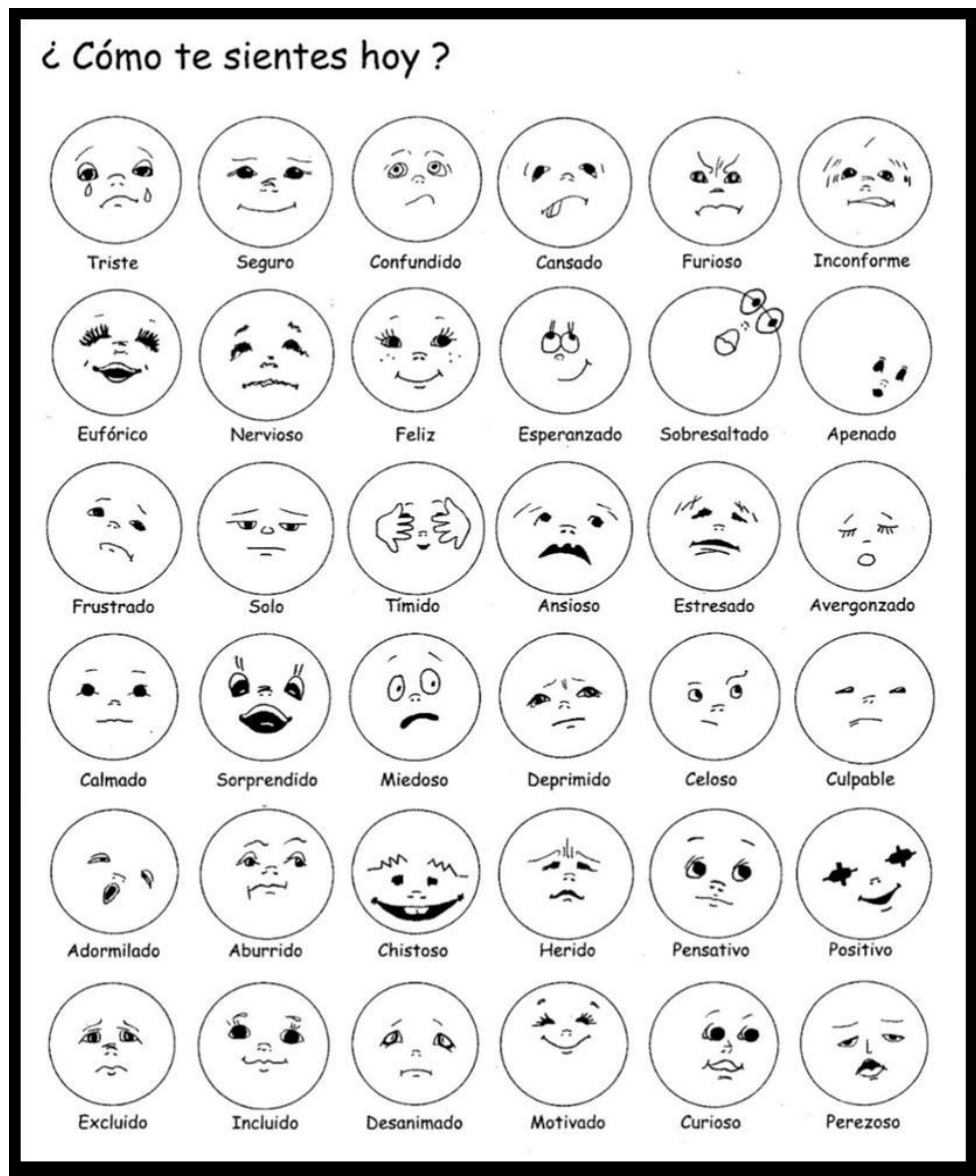 ¿ Cómo te sientes hoy ?
Triste Seguro Confundido Cansado Furioso Inconforme
Eufórico Nervioso Feliz Esperanzado Sobresaltado Apenado
Frustrado Solo Tímido Ansioso Estresado Avergonzado
Calmado Sorprendido Miedoso Deprimido Celoso Culpable
Adormilado Aburrido Chistoso Herido Pensativo Positivo
Excluido Incluido Desanimado Motivado Curioso Perezoso